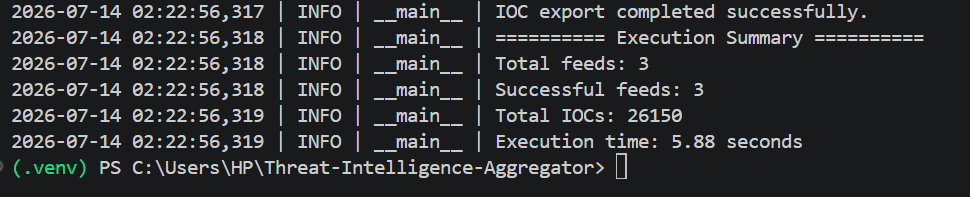 2026-07-14 02:22:56,317 | INFO | __main__ | IOC export completed successfully.
2026-07-14 02:22:56,318 | INFO | __main__ | ========== Execution Summary ==========
2026-07-14 02:22:56,318 | INFO | __main__ | Total feeds: 3
2026-07-14 02:22:56,318 | INFO | __main__ | Successful feeds: 3
2026-07-14 02:22:56,319 | INFO | __main__ | Total IOCs: 26150
2026-07-14 02:22:56,319 | INFO | __main__ | Execution time: 5.88 seconds
(.venv) PS C:\Users\HP\Threat-Intelligence-Aggregator>